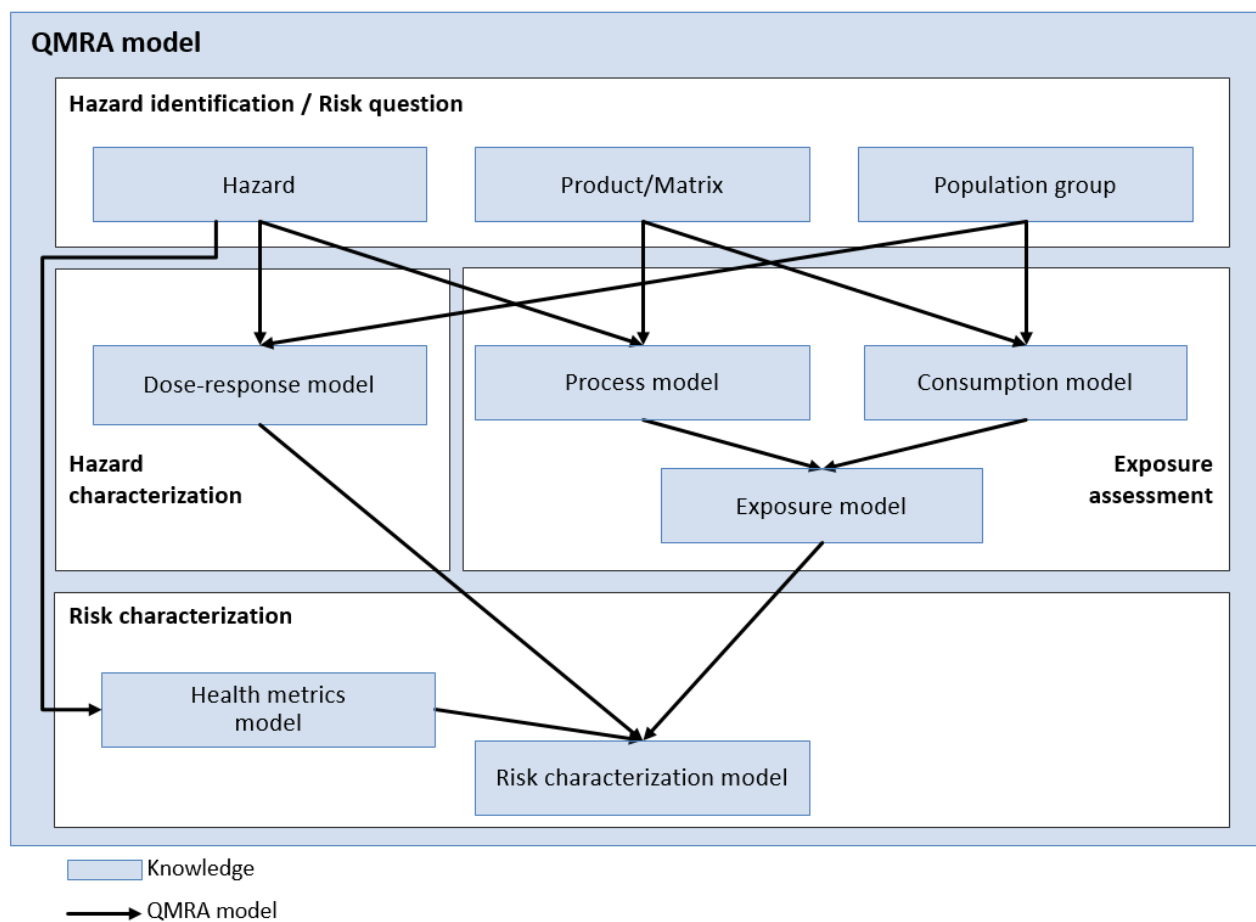 QMRA model
Hazard identification / Risk question
Hazard
Product/Matrix
Population group
Dose-response model
Process model
Consumption model
Hazard
characterization
Exposure
assessment
Exposure model
Risk characterization
Health metrics
model
Risk characterization model
Knowledge
QMRA model